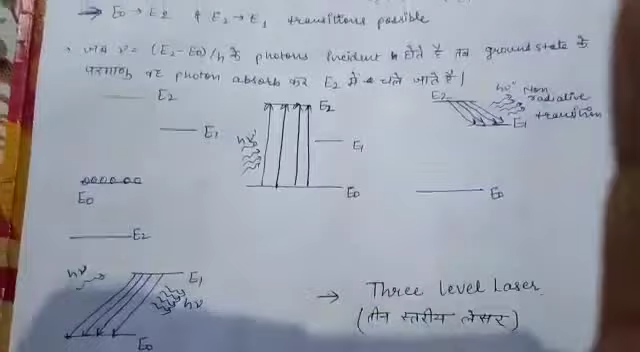 → E0 → E2 & E2 → E1 transitions possible
• जब ν = (E2 - E0)/h के photons incident होते है तब ground state के
परमाणु यह photon absorb कर E2 में चले जाते है।
E2
E1
E0
hν
E2
E1
E0
E2
hν" Non radiative transition
E1
E0
E2
hν
E1
hν
E0
→ Three level Laser
(तीन स्तरीय लेसर)